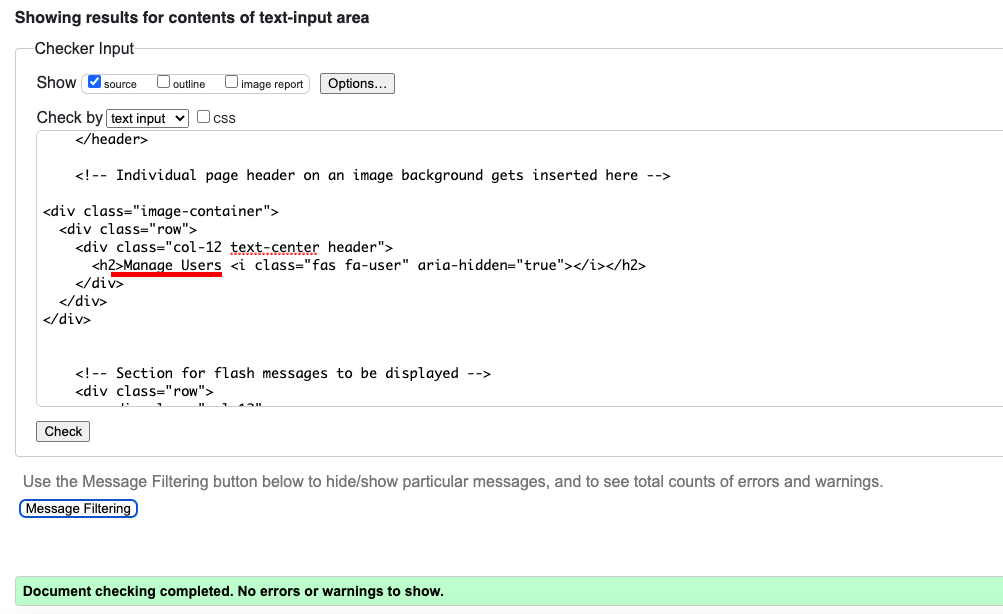 Showing results for contents of text-input area
Checker Input
Show source outline image report Options...
Check by text input css
</header>
<!-- Individual page header on an image background gets inserted here -->
<div class="image-container">
<div class="row">
<div class="col-12 text-center header">
<h2>Manage Users <i class="fas fa-user" aria-hidden="true"></i></h2>
</div>
</div>
</div>
<!-- Section for flash messages to be displayed -->
<div class="row">
Check
Use the Message Filtering button below to hide/show particular messages, and to see total counts of errors and warnings.
Message Filtering
Document checking completed. No errors or warnings to show.